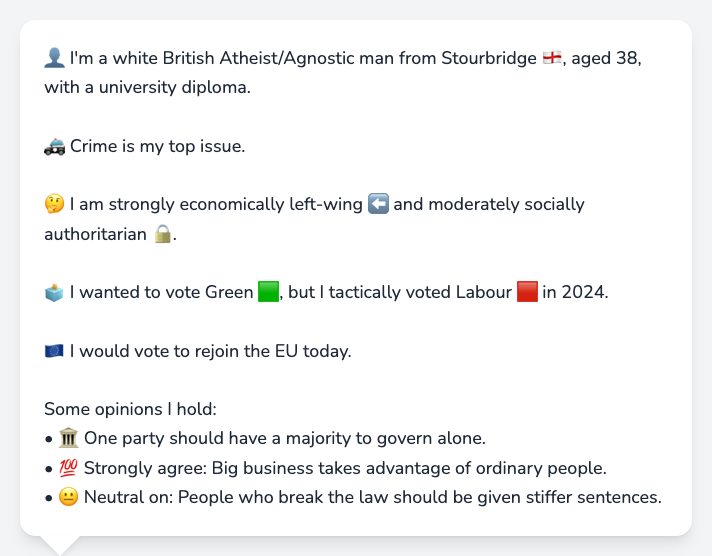 👤 I'm a white British Atheist/Agnostic man from Stourbridge 🏴󠁧󠁢󠁥󠁮󠁧󠁿, aged 38,
with a university diploma.
🚓 Crime is my top issue.
🤔 I am strongly economically left-wing ⬅️ and moderately socially
authoritarian 🔒.
🗳️ I wanted to vote Green 🟩, but I tactically voted Labour 🟥 in 2024.
🇪🇺 I would vote to rejoin the EU today.
Some opinions I hold:
• 🏛️ One party should have a majority to govern alone.
• 💯 Strongly agree: Big business takes advantage of ordinary people.
• 😐 Neutral on: People who break the law should be given stiffer sentences.